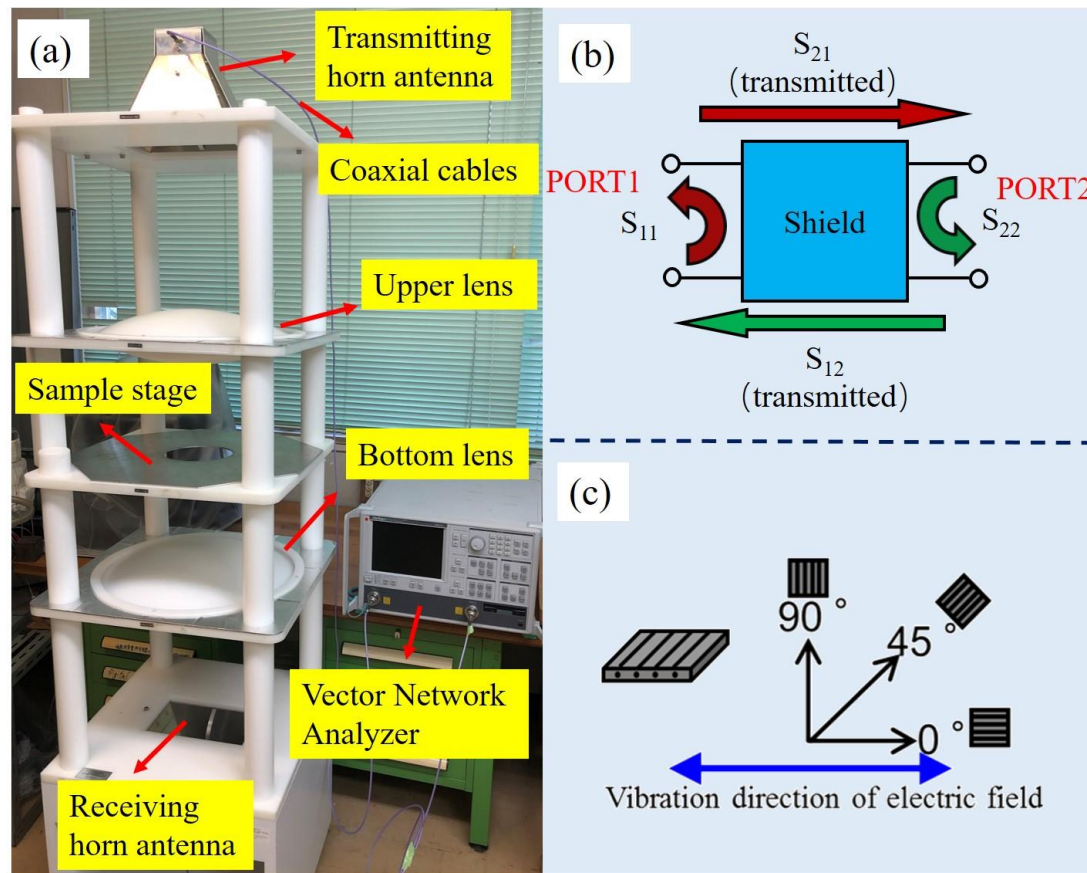 (a)
Transmitting
horn antenna
Coaxial cables
Upper lens
Sample stage
Bottom lens
Vector Network
Analyzer
Receiving
horn antenna
(b)
S21
(transmitted)
PORT1
S11
Shield
PORT2
S22
S12
(transmitted)
(c)
90 °
45 °
0 °
Vibration direction of electric field